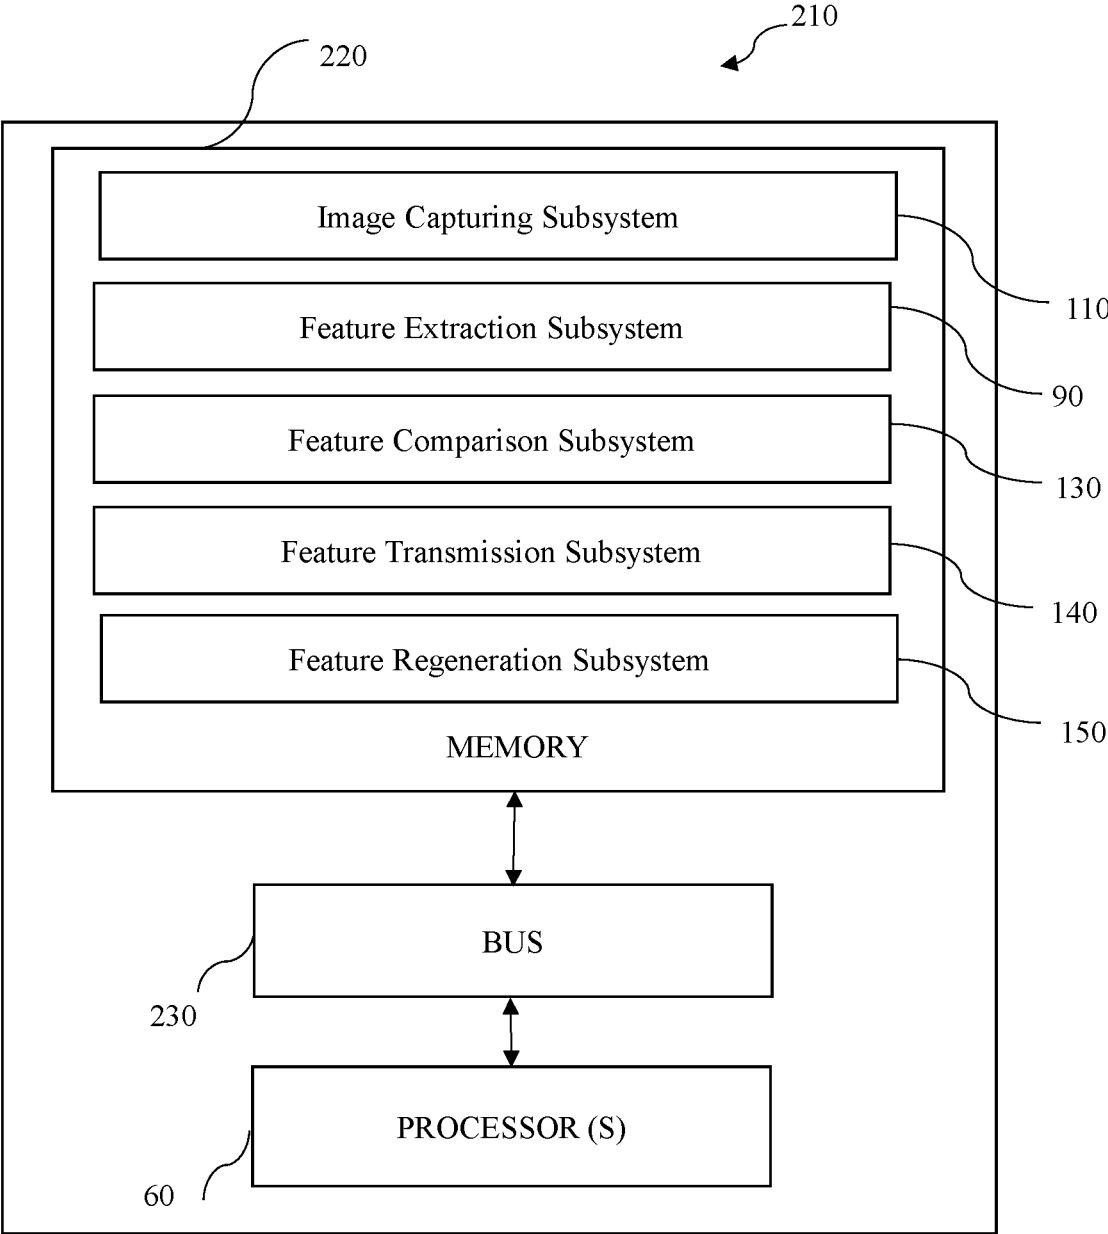 210
220
Image Capturing Subsystem
110
Feature Extraction Subsystem
90
Feature Comparison Subsystem
130
Feature Transmission Subsystem
140
Feature Regeneration Subsystem
150
MEMORY
BUS
230
PROCESSOR (S)
60